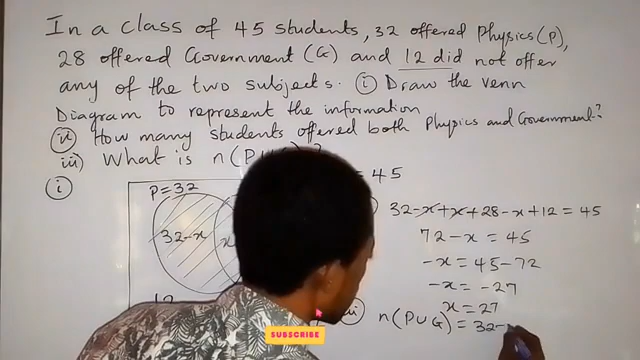 In a class of 45 students, 32 offered Physics (P),
28 offered Government (G) and 12 did not offer
any of the two subjects. (i) Draw the venn
Diagram to represent the information
(ii) How many students offered both Physics and Government?
iii) What is n(PUG)?
(i)
= 45
P=32
32-x
x
12
32-x+x+28-x+12 = 45
72-x = 45
-x = 45-72
-x = -27
x = 27
n(PUG) = 32-
SUBSCRIBE